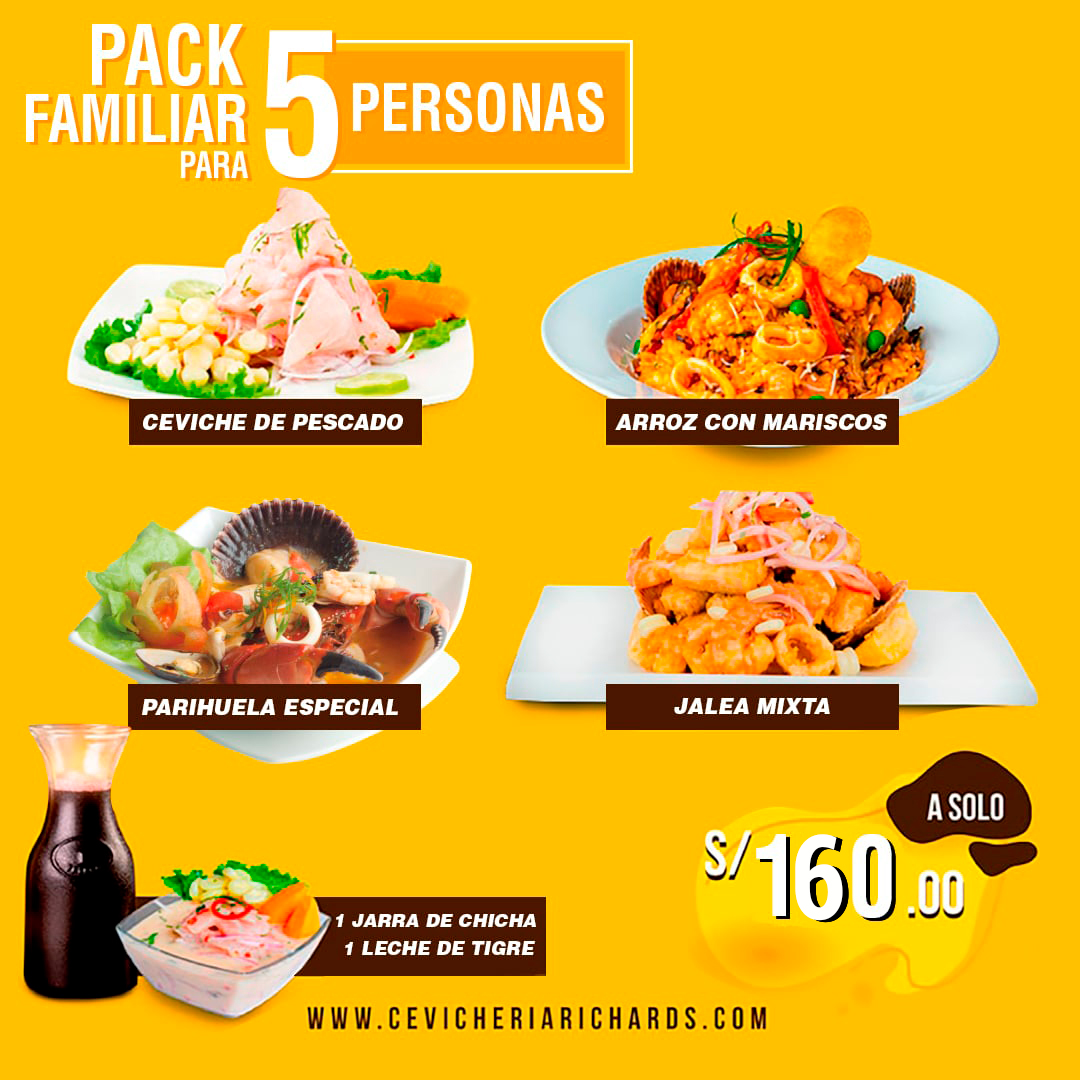 PACK
FAMILIAR
PARA
5
PERSONAS
CEVICHE DE PESCADO
ARROZ CON MARISCOS
PARIHUELA ESPECIAL
JALEA MIXTA
A SOLO
S/160.00
1 JARRA DE CHICHA
1 LECHE DE TIGRE
WWW.CEVICHERIARICHARDS.COM